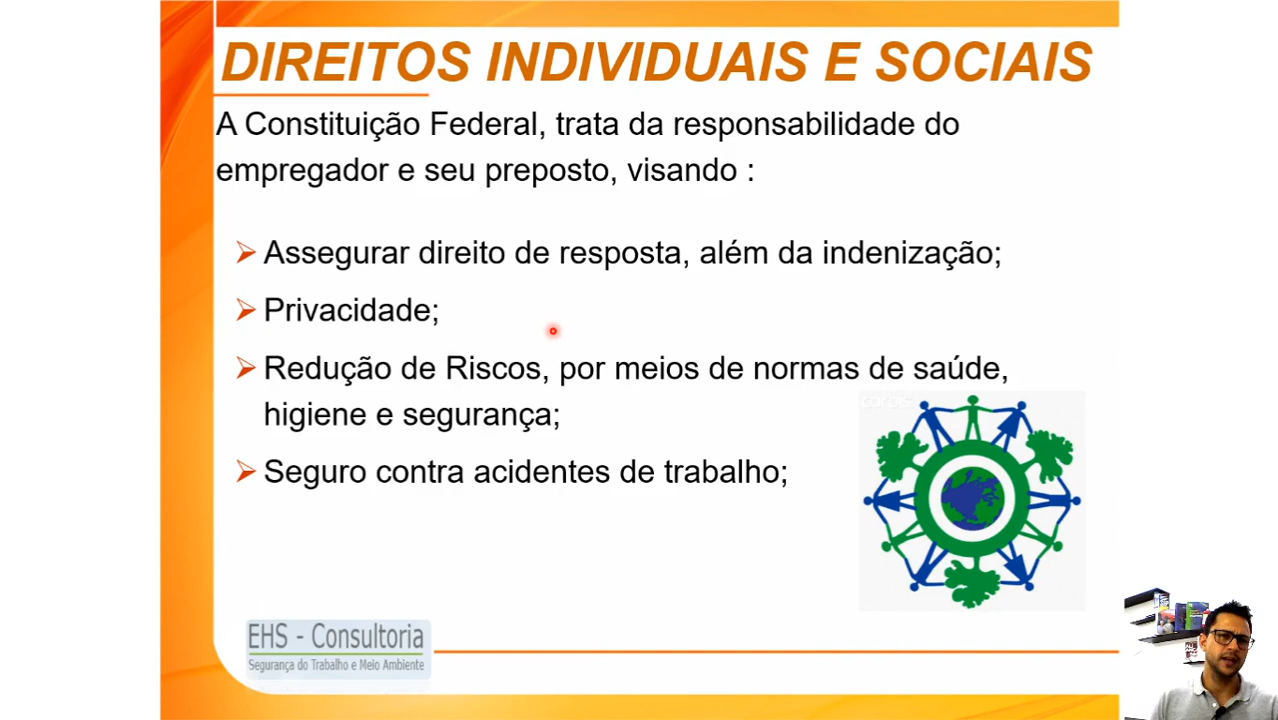 DIREITOS INDIVIDUAIS E SOCIAIS
A Constituição Federal, trata da responsabilidade do
empregador e seu preposto, visando :
Assegurar direito de resposta, além da indenização;
Privacidade;
Redução de Riscos, por meios de normas de saúde,
higiene e segurança;
Seguro contra acidentes de trabalho;
EHS - Consultoria
Segurança do Trabalho e Meio Ambiente